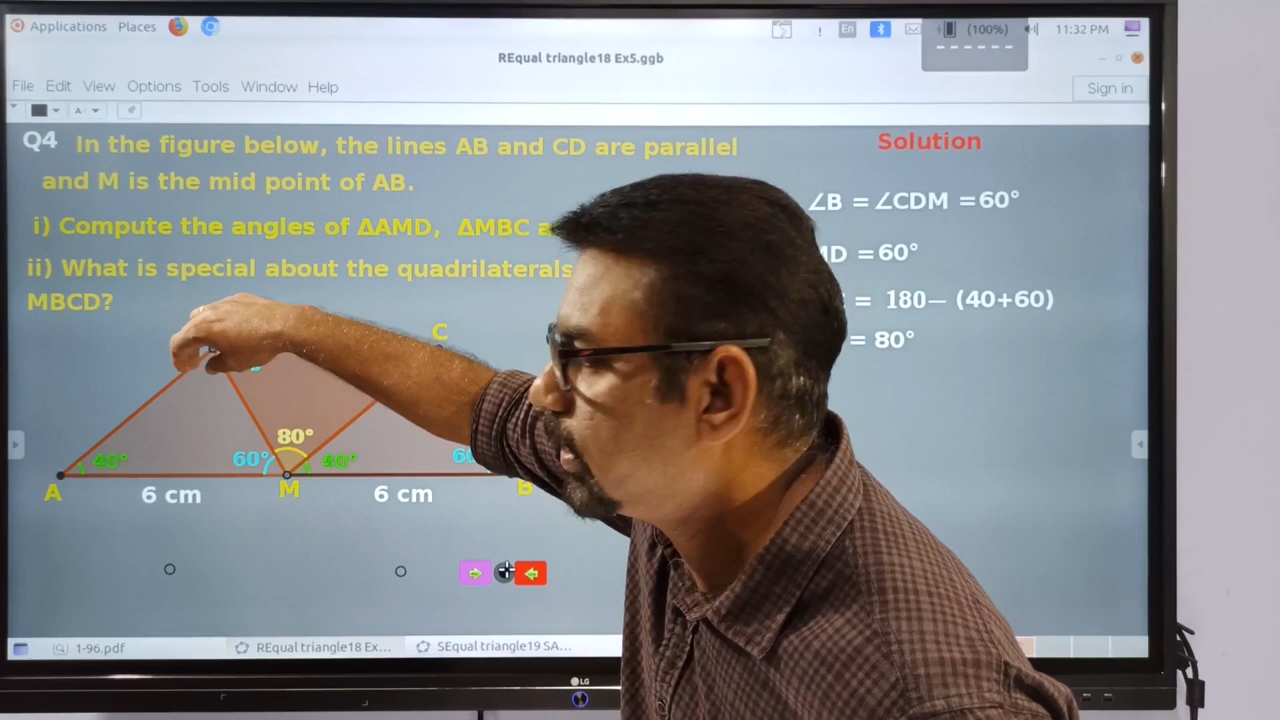 Applications Places
En
(100%)
11:32 PM
REqual triangle18 Ex5.ggb
File Edit View Options Tools Window Help
Sign in
Q4 In the figure below, the lines AB and CD are parallel
and M is the mid point of AB.
i) Compute the angles of ΔAMD, ΔMBC
ii) What is special about the quadrilaterals
MBCD?
Solution
∠B = ∠CDM = 60°
MD = 60°
= 180− (40+60)
= 80°
C
80°
40° 60° 40° 60
A 6 cm M 6 cm B
1-96.pdf
REqual triangle18 Ex...
SEqual triangle19 SA...
LG